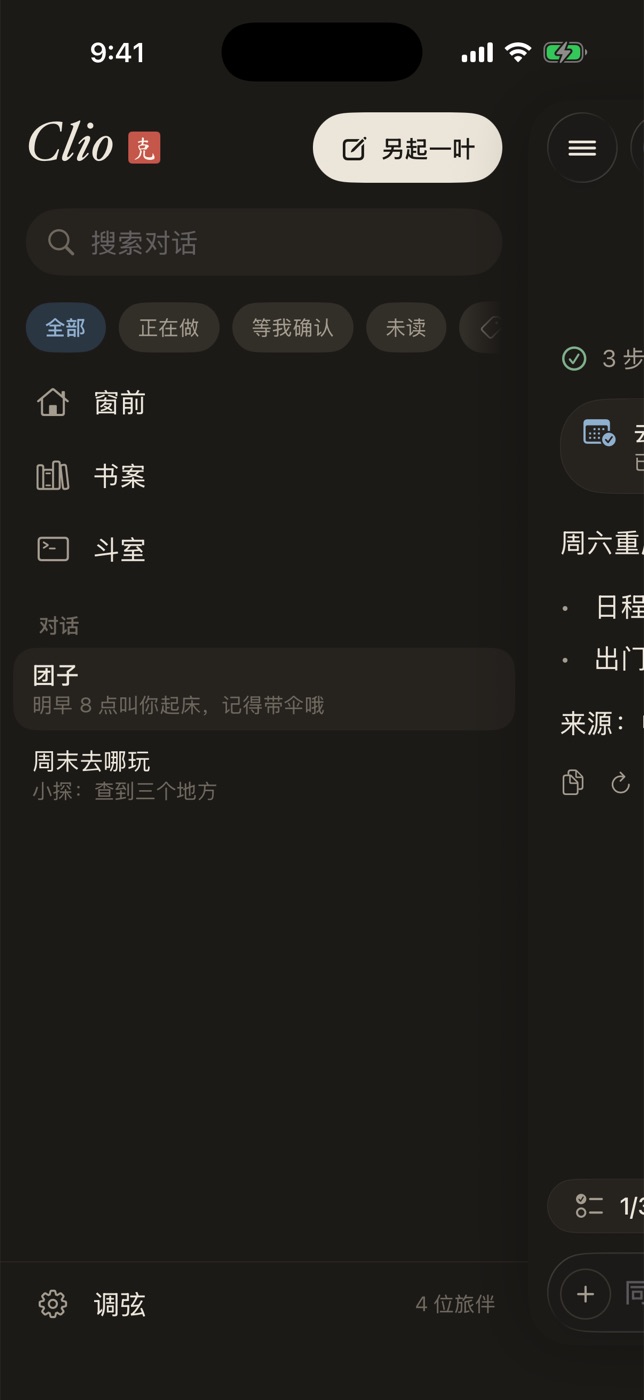 9:41
Clio 克
另起一叶
搜索对话
全部 正在做 等我确认 未读
窗前
书案
斗室
对话
团子
明早 8 点叫你起床，记得带伞哦
周末去哪玩
小探：查到三个地方
调弦
4 位旅伴
3 步
周六重
• 日程
• 出门
来源：
1/3